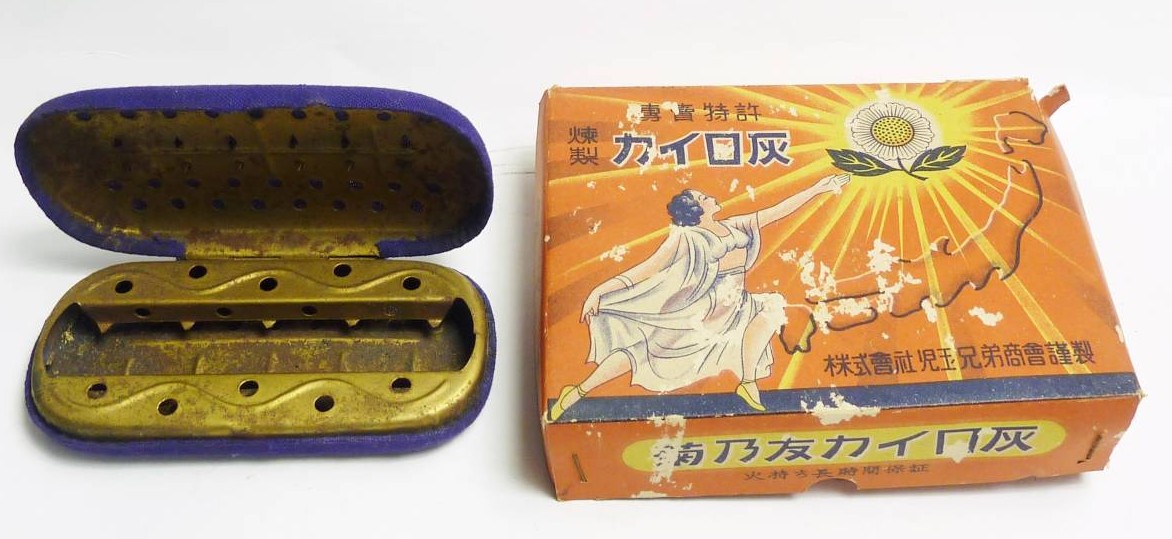 專賣特許
煉製
カイロ灰
株式會社児玉兄弟商會謹製
菊乃友カイロ灰
火持ち長時間保証